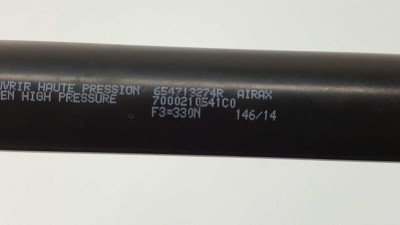 UVRIR HAUTE PRESSION 654713274R AIRAX
EN HIGH PRESSURE 7000210541C0
F3=330N 146/14